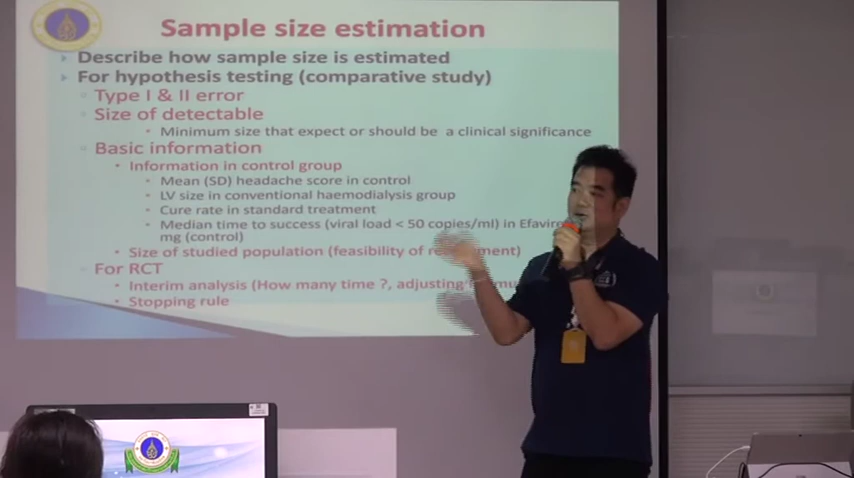 Sample size estimation
Describe how sample size is estimated
For hypothesis testing (comparative study)
Type I & II error
Size of detectable
Minimum size that expect or should be a clinical significance
Basic information
Information in control group
Mean (SD) headache score in control
LV size in conventional haemodialysis group
Cure rate in standard treatment
Median time to success (viral load < 50 copies/ml) in
mg (control)
Size of studied population (feasibility of
For RCT
Interim analysis (How many time ?, adjusting
Stopping rule